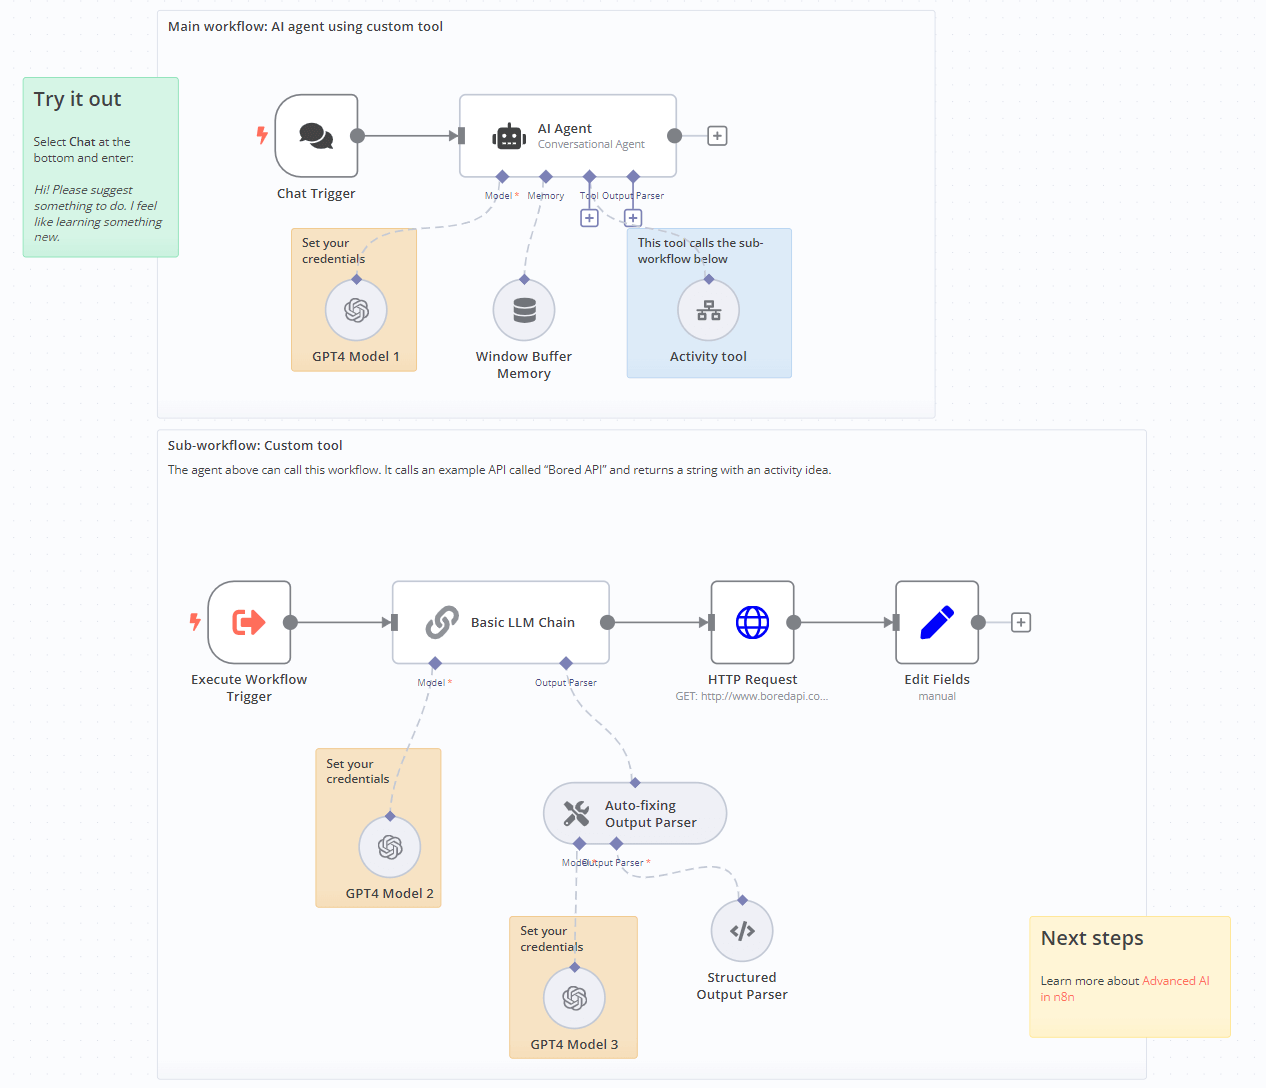 Main workflow: AI agent using custom tool
Try it out
Select Chat at the
bottom and enter:
Hi! Please suggest
something to do. I feel
like learning something
new.
Chat Trigger
AI Agent
Conversational Agent
Model *
Memory
Tool
Output Parser
Set your
credentials
GPT4 Model 1
Window Buffer
Memory
This tool calls the sub-
workflow below
Activity tool
Sub-workflow: Custom tool
The agent above can call this workflow. It calls an example API called “Bored API” and returns a string with an activity idea.
Execute Workflow
Trigger
Basic LLM Chain
Model *
Output Parser
HTTP Request
GET: http://www.boredapi.co...
Edit Fields
manual
Set your
credentials
GPT4 Model 2
Auto-fixing
Output Parser
Model *
Output Parser *
Set your
credentials
GPT4 Model 3
Structured
Output Parser
Next steps
Learn more about Advanced AI
in n8n